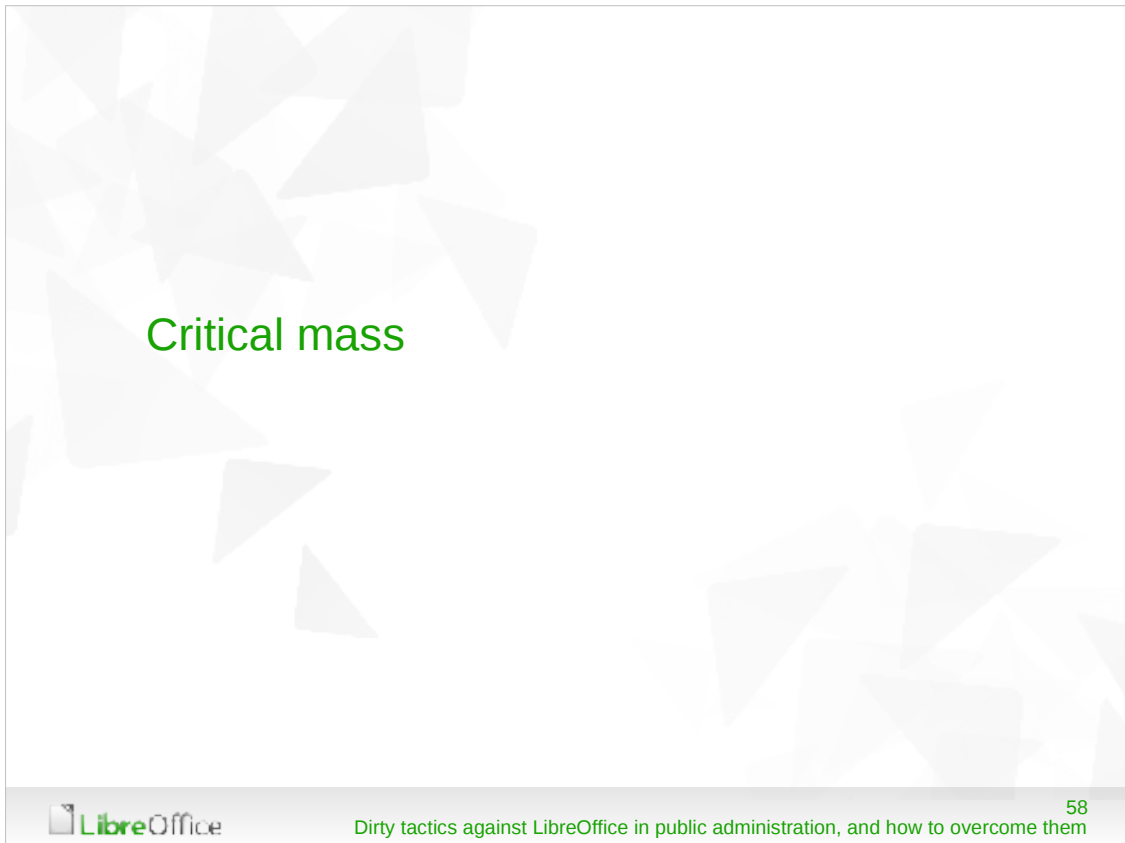 Critical mass
58
LibreOffice
Dirty tactics against LibreOffice in public administration, and how to overcome them